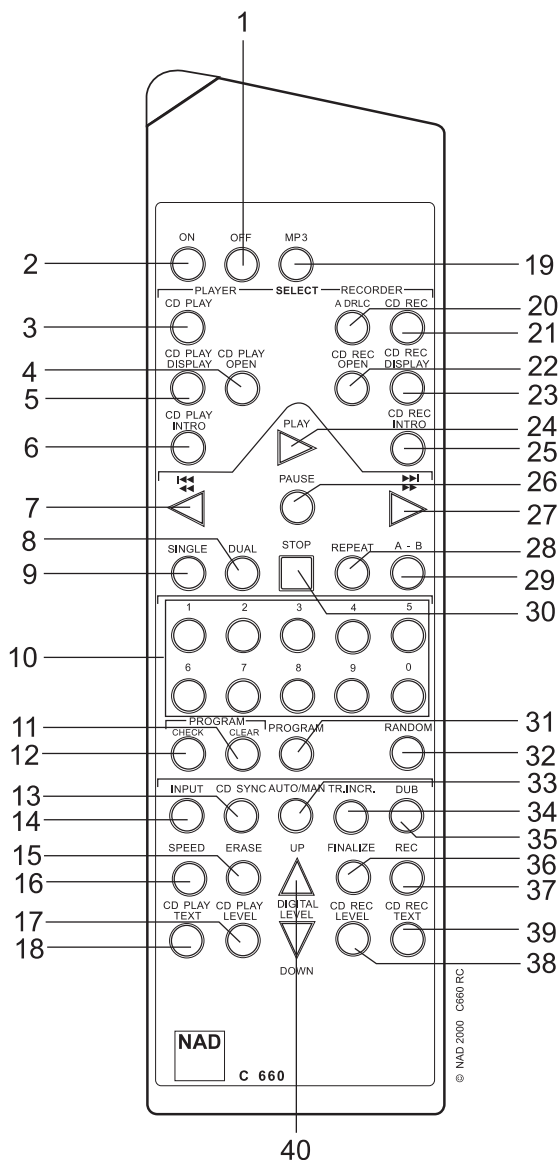 1
ON OFF MP3
2 19
PLAYER SELECT RECORDER
CD PLAY A DRLC CD REC
3 20
21
CD PLAY DISPLAY CD PLAY OPEN CD REC OPEN CD REC DISPLAY
4 22
5 23
CD PLAY INTRO PLAY CD REC INTRO
6 24
25
PAUSE
7 26
27
SINGLE DUAL STOP REPEAT A - B
8 28
9 29
30
1 2 3 4 5
10
6 7 8 9 0
PROGRAM
CHECK CLEAR PROGRAM RANDOM
11 31
12 32
INPUT CD SYNC AUTO/MAN TR.INCR. DUB
13 33
14 34
35
SPEED ERASE UP FINALIZE REC
15 36
16 37
CD PLAY TEXT CD PLAY LEVEL DIGITAL LEVEL CD REC LEVEL CD REC TEXT
17 38
18 39
DOWN
NAD
C 660
© NAD 2000 C660 RC
40